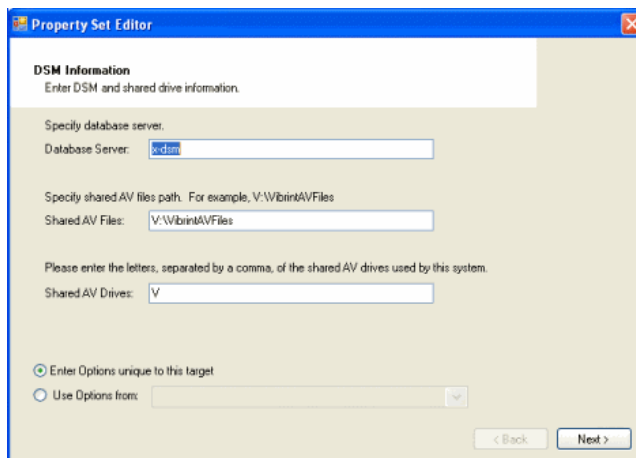 Property Set Editor
DSM Information
Enter DSM and shared drive information.
Specify database server.
Database Server: x-dsm
Specify shared AV files path. For example, V:\VibrintAVFiles
Shared AV Files: V:\VibrintAVFiles
Please enter the letters, separated by a comma, of the shared AV drives used by this system.
Shared AV Drives: V
Enter Options unique to this target
Use Options from:
< Back Next >